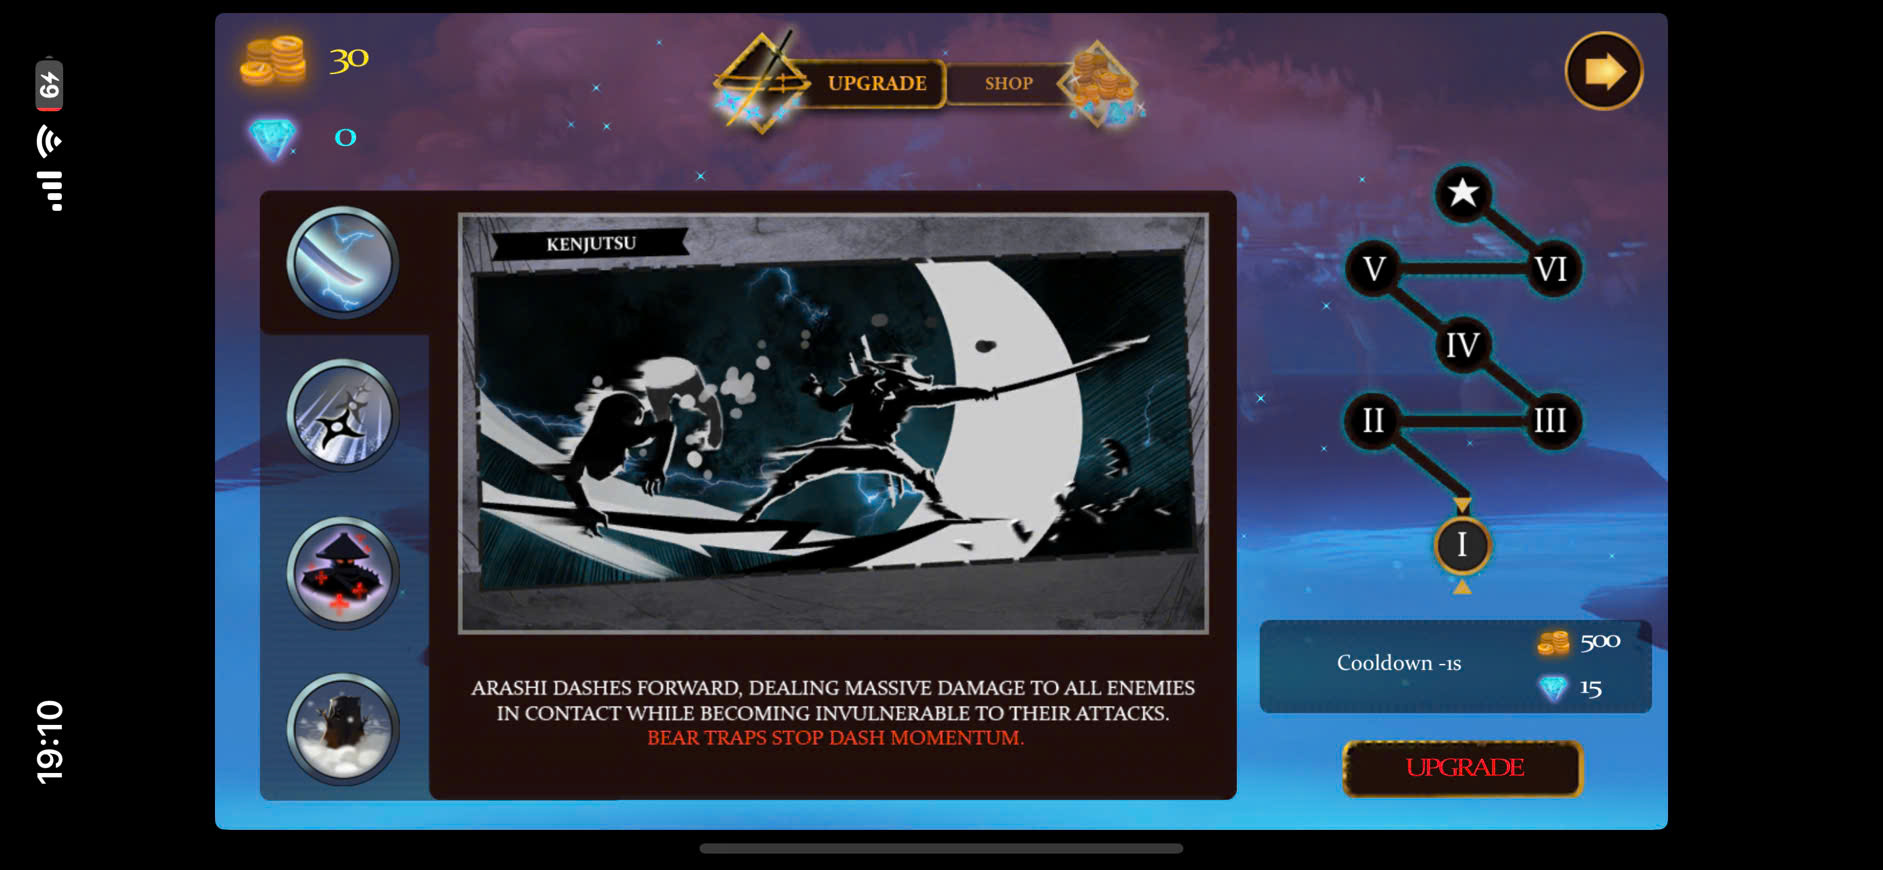 64
19:10
30
0
UPGRADE
SHOP
KENJUTSU
ARASHI DASHES FORWARD, DEALING MASSIVE DAMAGE TO ALL ENEMIES
IN CONTACT WHILE BECOMING INVULNERABLE TO THEIR ATTACKS.
BEAR TRAPS STOP DASH MOMENTUM.
V
VI
IV
II
III
I
Cooldown -1s
500
15
UPGRADE